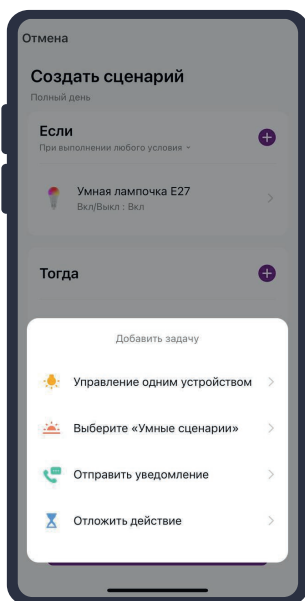 Отмена
Создать сценарий
Полный день
Если
При выполнении любого условия
Умная лампочка E27
Вкл/Выкл : Вкл
Тогда
Добавить задачу
Управление одним устройством
Выберите «Умные сценарии»
Отправить уведомление
Отложить действие